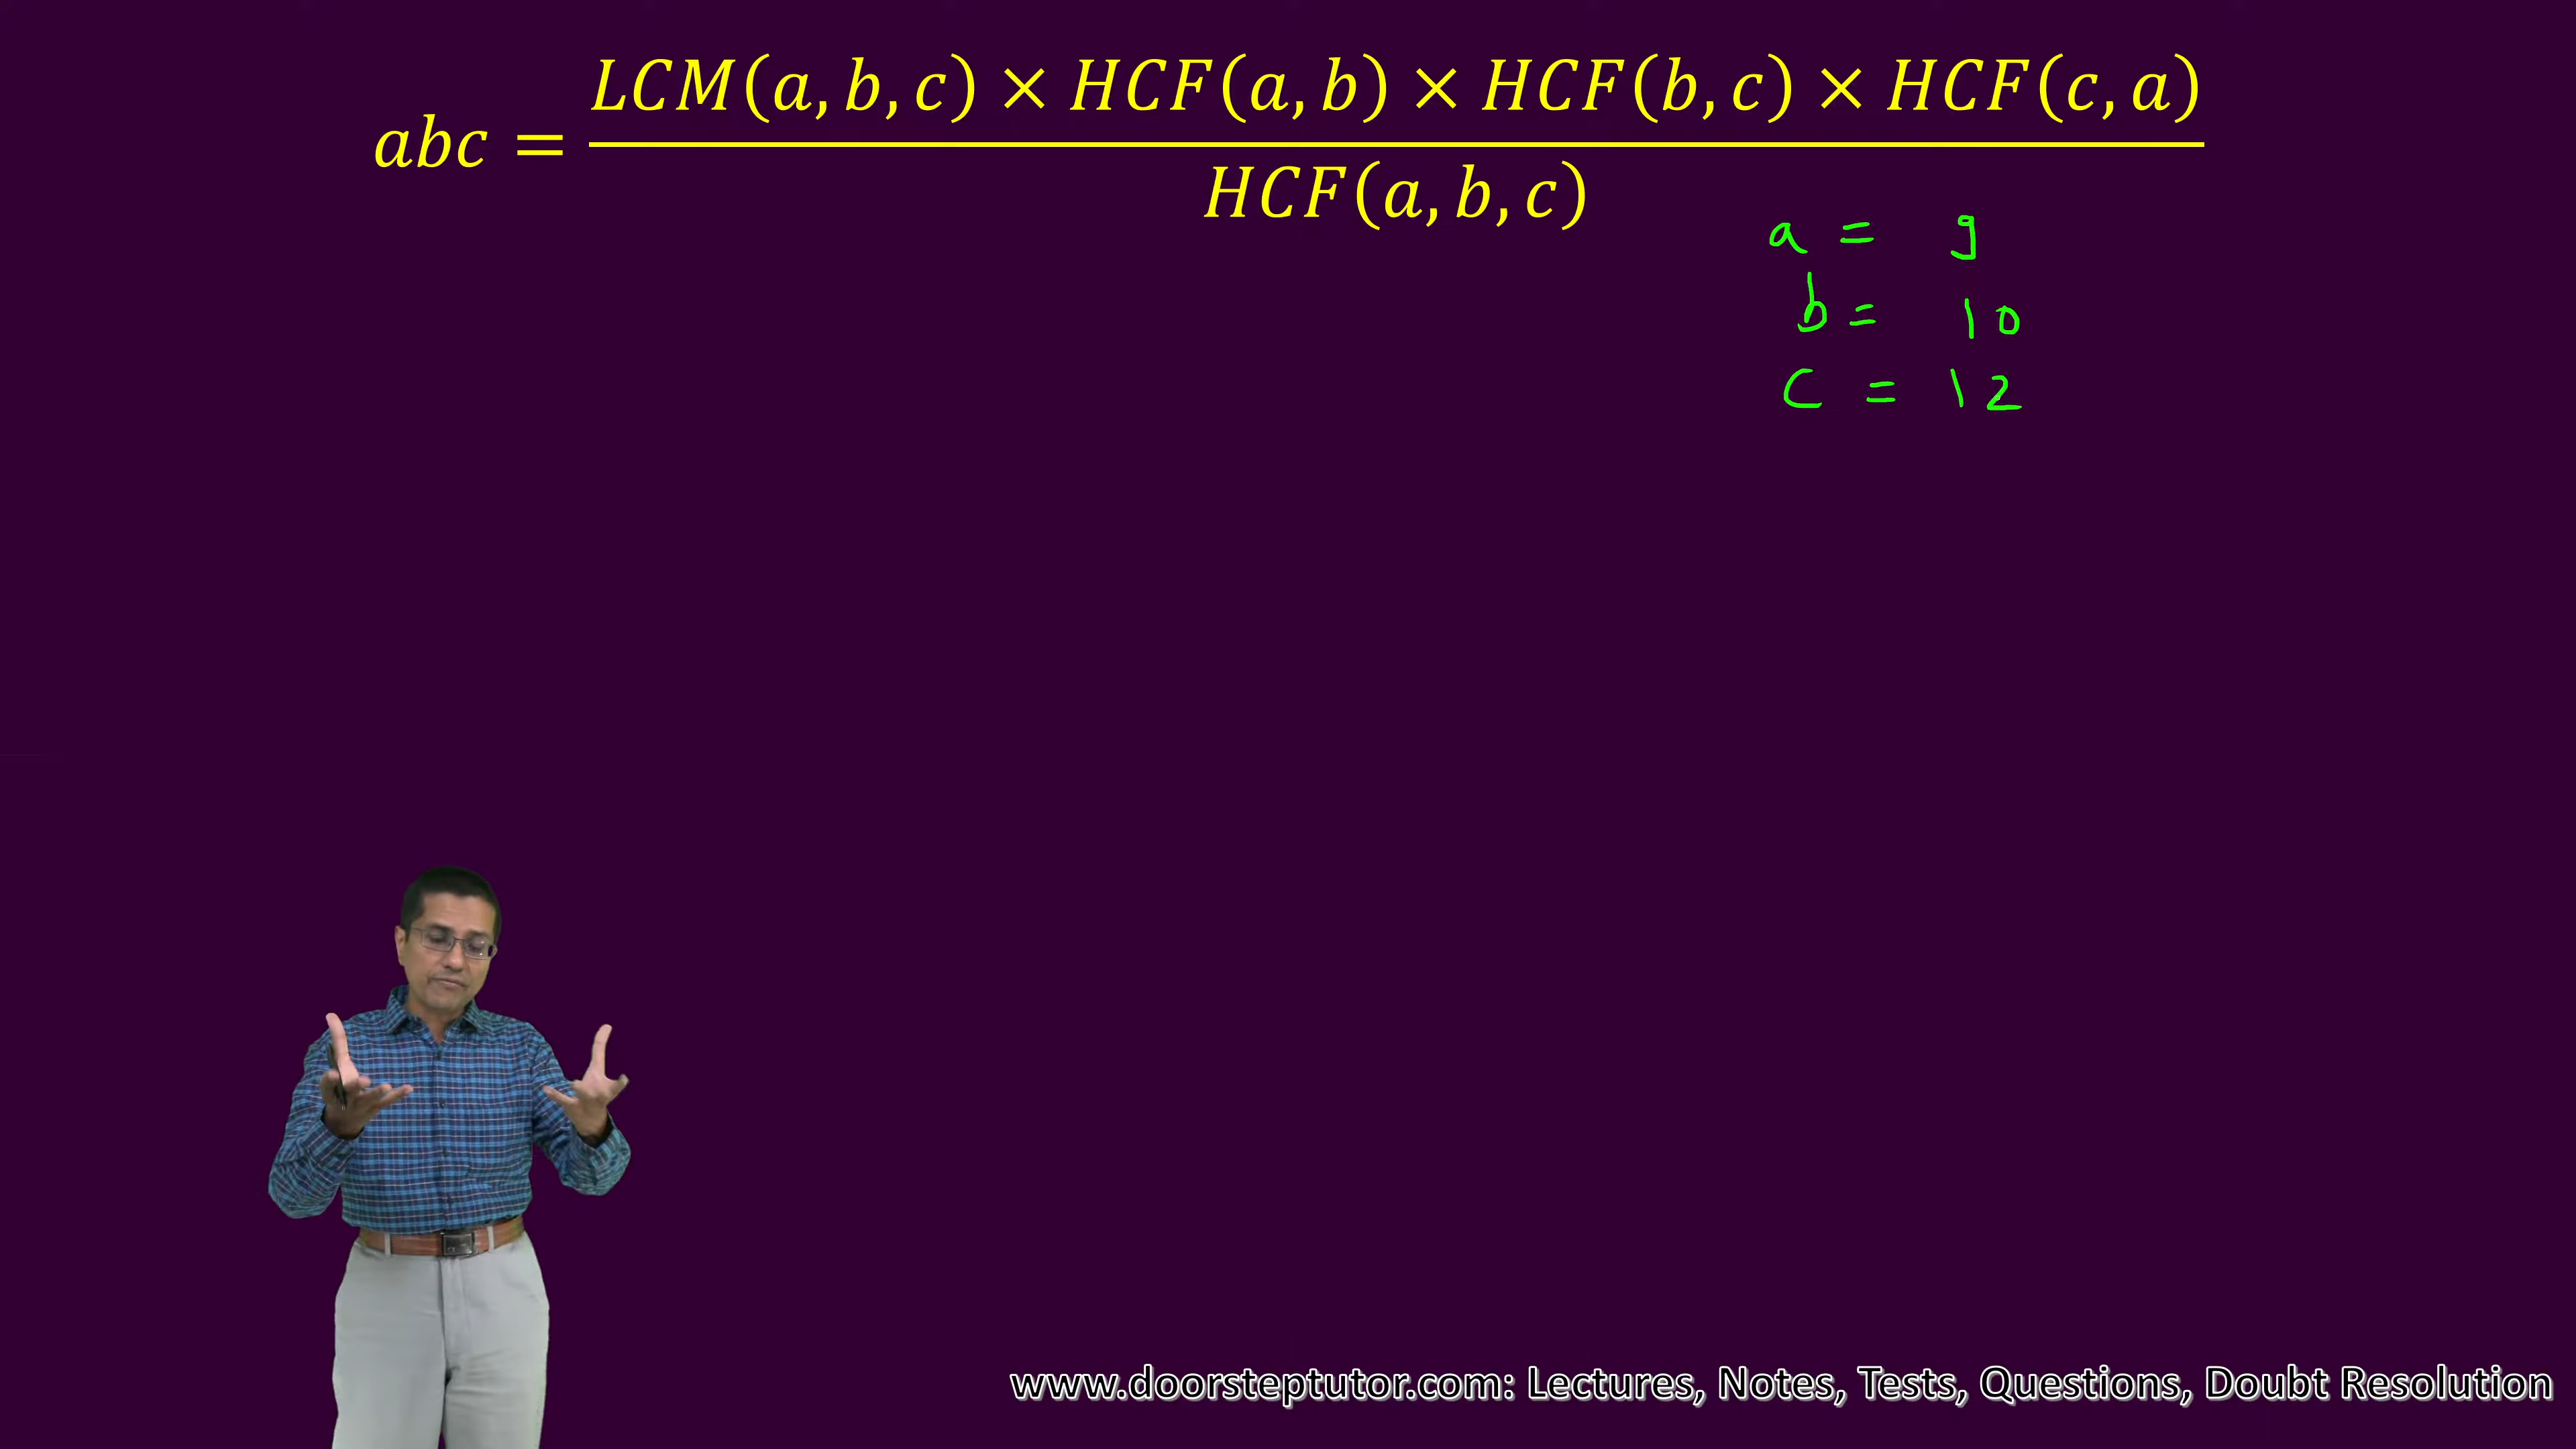 abc = LCM(a, b, c) × HCF(a, b) × HCF(b, c) × HCF(c, a) / HCF(a, b, c)
a = 9
b = 10
c = 12
www.doorsteptutor.com: Lectures, Notes, Tests, Questions, Doubt Resolution